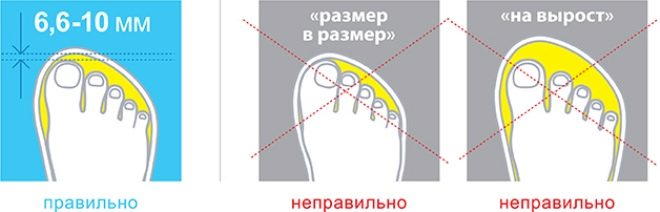 6,6-10 мм
«размер
в размер»
«на вырост»
правильно
неправильно
неправильно